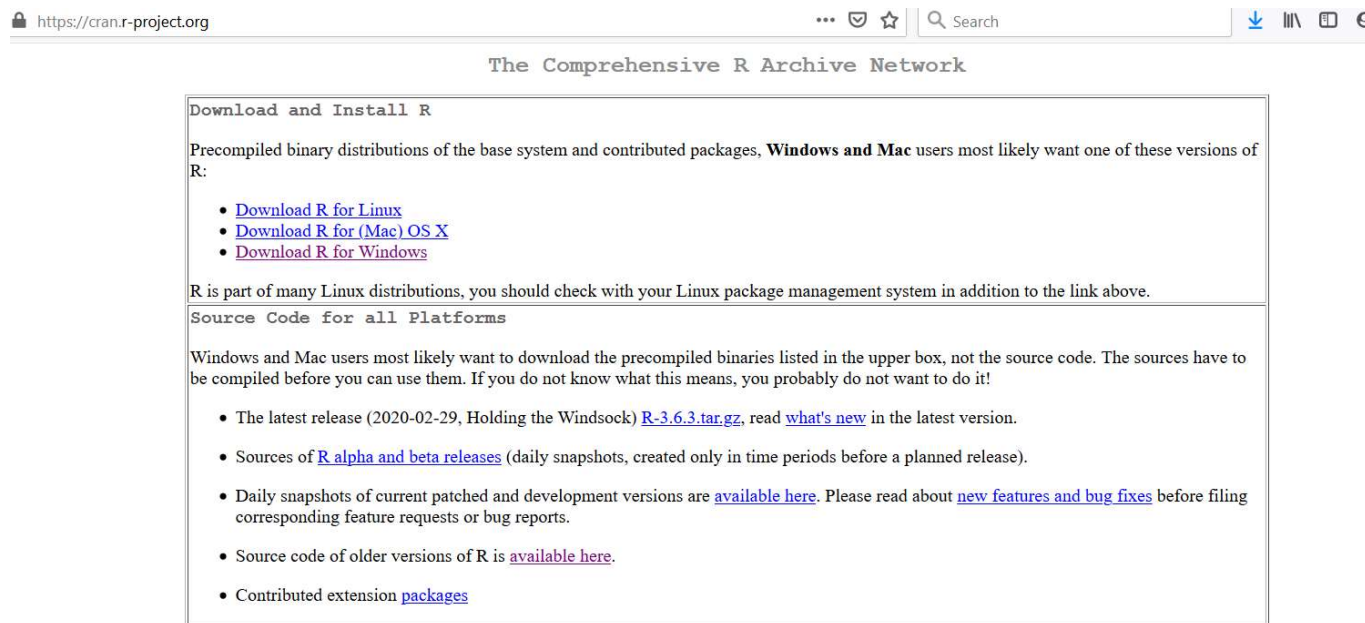 https://cran.r-project.org
Search
The Comprehensive R Archive Network
Download and Install R
Precompiled binary distributions of the base system and contributed packages, Windows and Mac users most likely want one of these versions of
R:
• Download R for Linux
• Download R for (Mac) OS X
• Download R for Windows
R is part of many Linux distributions, you should check with your Linux package management system in addition to the link above.
Source Code for all Platforms
Windows and Mac users most likely want to download the precompiled binaries listed in the upper box, not the source code. The sources have to
be compiled before you can use them. If you do not know what this means, you probably do not want to do it!
• The latest release (2020-02-29, Holding the Windsock) R-3.6.3.tar.gz, read what's new in the latest version.
• Sources of R alpha and beta releases (daily snapshots, created only in time periods before a planned release).
• Daily snapshots of current patched and development versions are available here. Please read about new features and bug fixes before filing
corresponding feature requests or bug reports.
• Source code of older versions of R is available here.
• Contributed extension packages